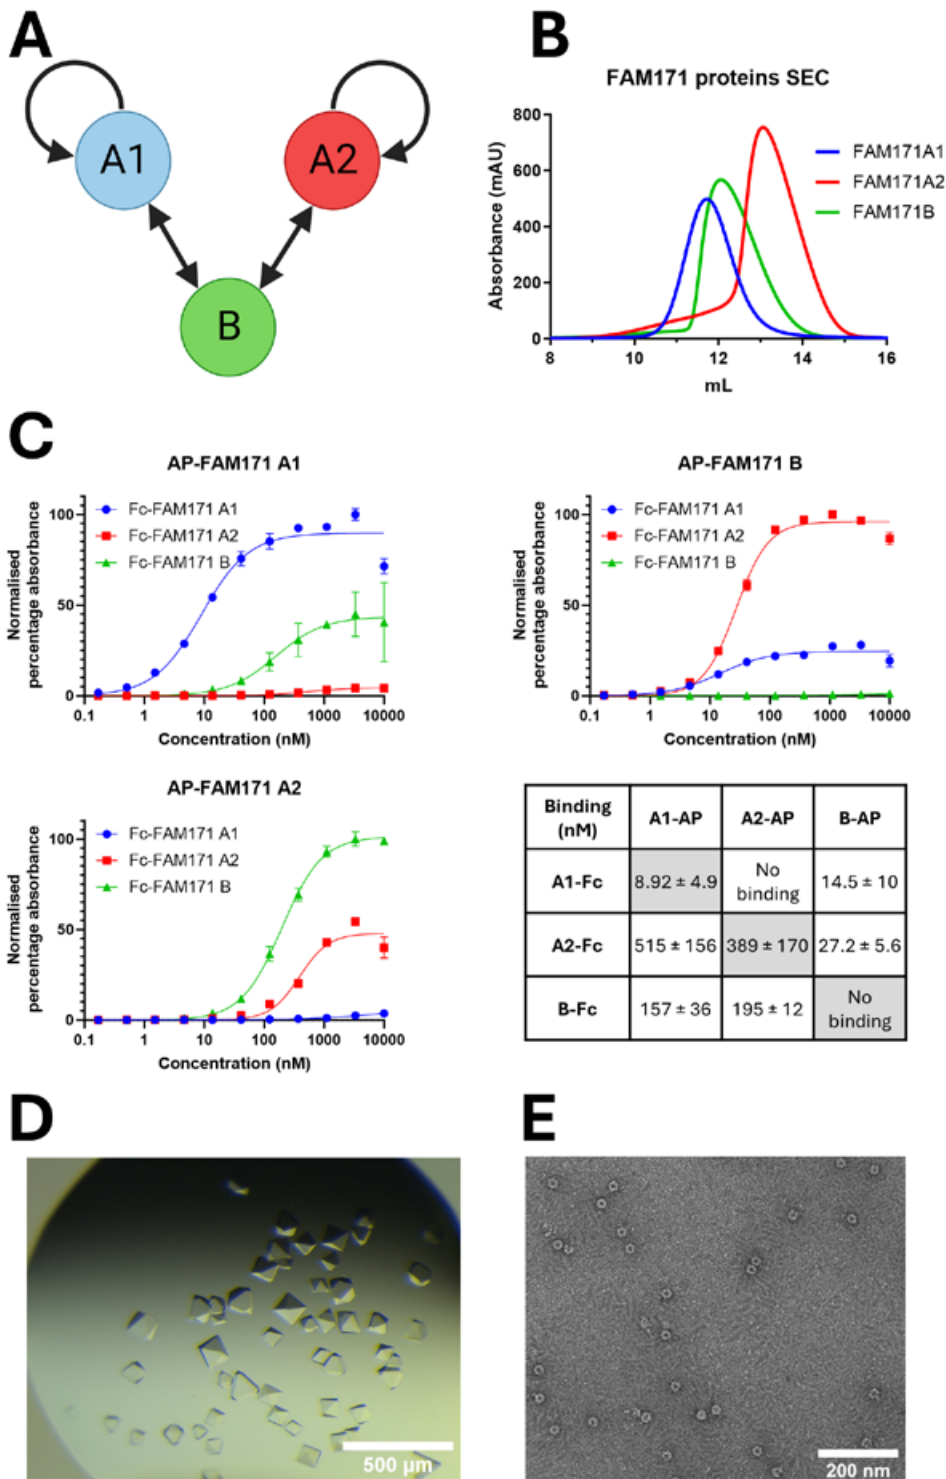 A
A1
A2
B
B
FAM171 proteins SEC
Absorbance (mAU)
800
600
400
200
0
8
10
12
14
16
mL
FAM171A1
FAM171A2
FAM171B
C
AP-FAM171 A1
Normalised
percentage absorbance
100
50
0
Fc-FAM171 A1
Fc-FAM171 A2
Fc-FAM171 B
0.1
1
10
100
1000
10000
Concentration (nM)
AP-FAM171 B
Normalised
percentage absorbance
100
50
0
Fc-FAM171 A1
Fc-FAM171 A2
Fc-FAM171 B
0.1
1
10
100
1000
10000
Concentration (nM)
AP-FAM171 A2
Normalised
percentage absorbance
100
50
0
Fc-FAM171 A1
Fc-FAM171 A2
Fc-FAM171 B
0.1
1
10
100
1000
10000
Concentration (nM)
Binding
(nM)
A1-AP
A2-AP
B-AP
A1-Fc
8.92 ± 4.9
No
binding
14.5 ± 10
A2-Fc
515 ± 156
389 ± 170
27.2 ± 5.6
B-Fc
157 ± 36
195 ± 12
No
binding
D
500 µm
E
200 nm